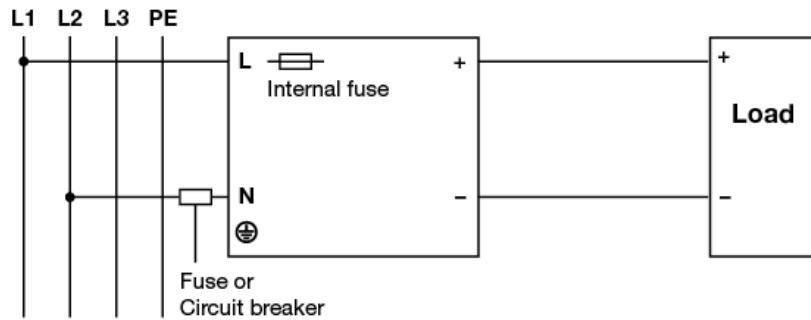 L1 L2 L3 PE
L
+
+
Internal fuse
Load
N
−
−
Fuse or
Circuit breaker